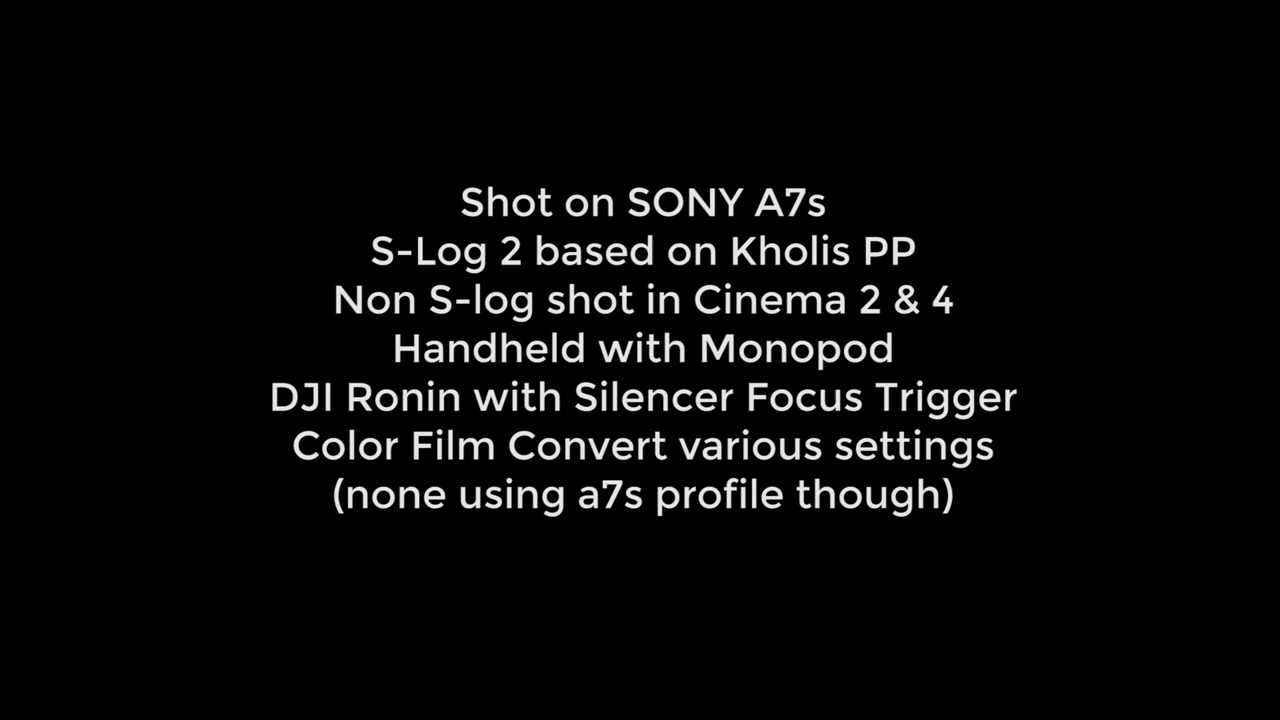 Shot on SONY A7s
S-Log 2 based on Kholis PP
Non S-log shot in Cinema 2 & 4
Handheld with Monopod
DJI Ronin with Silencer Focus Trigger
Color Film Convert various settings
(none using a7s profile though)